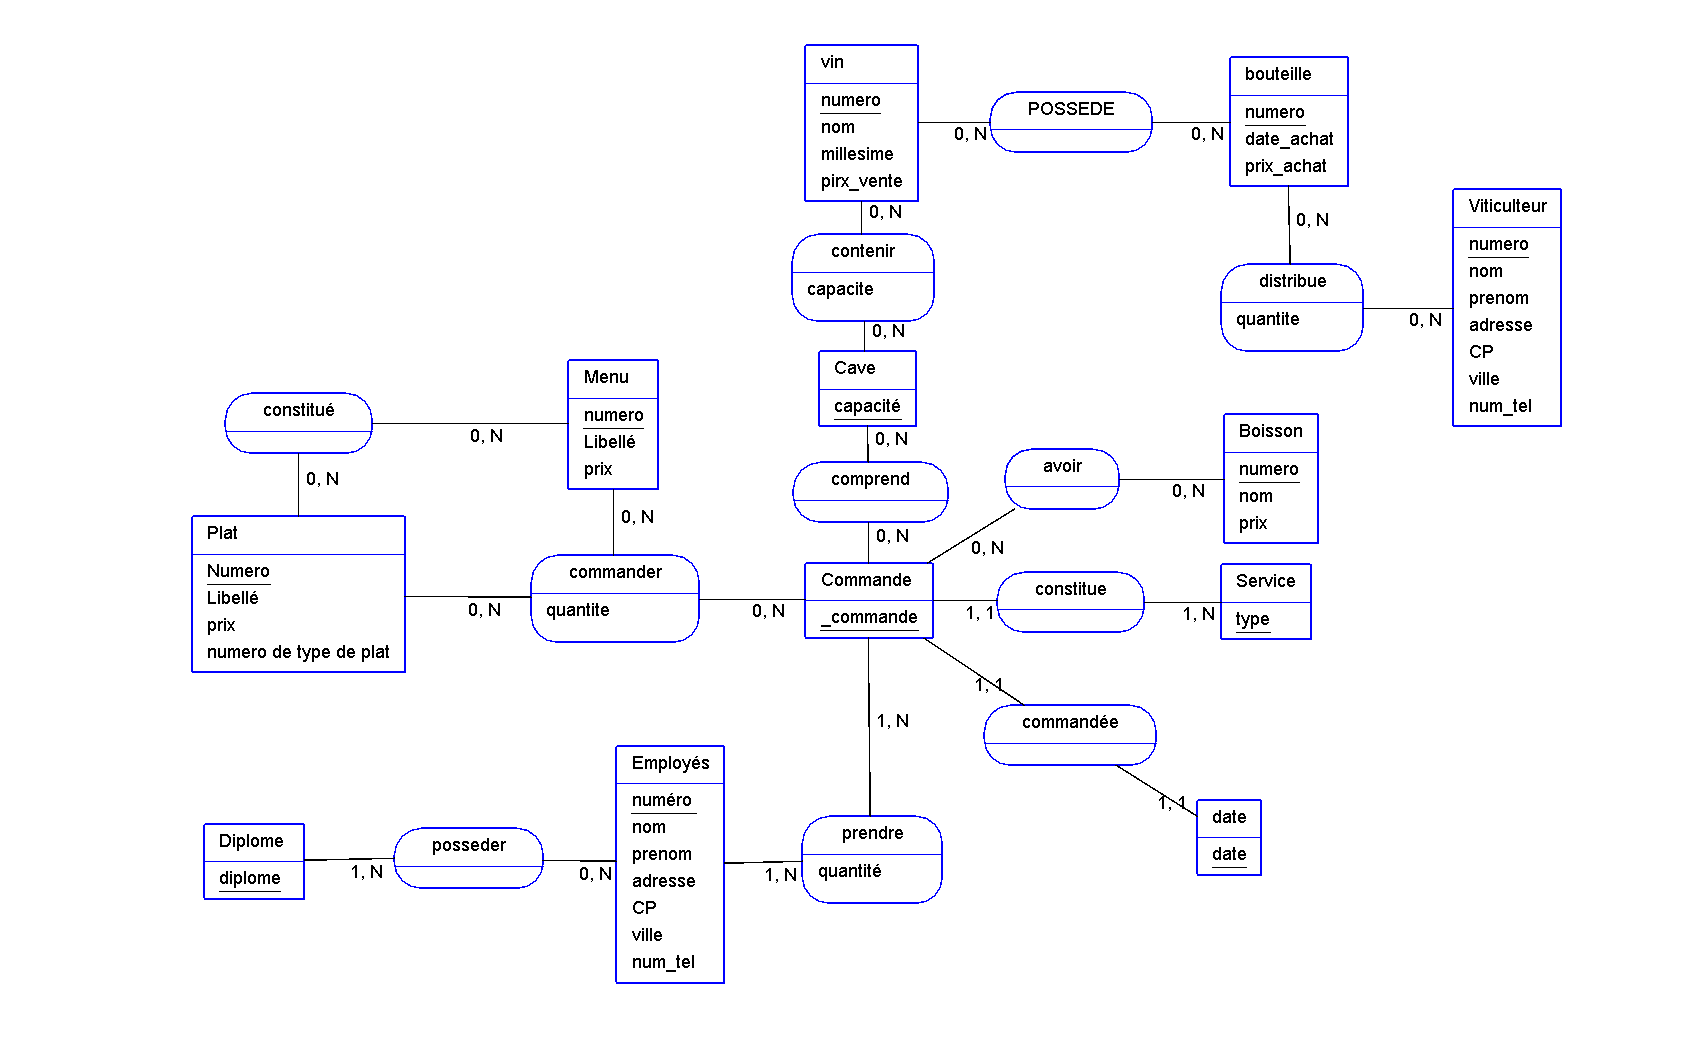 vin
numero
nom
millesime
pirx_vente
0, N
POSSEDE
0, N
bouteille
numero
date_achat
prix_achat
0, N
0, N
distribue
quantite
0, N
Viticulteur
numero
nom
prenom
adresse
CP
ville
num_tel
contenir
capacite
0, N
Cave
capacité
0, N
comprend
0, N
constitué
0, N
0, N
Menu
numero
Libellé
prix
0, N
Plat
Numero
Libellé
prix
numero de type de plat
0, N
commander
quantite
0, N
Commande
_commande
avoir
0, N
0, N
Boisson
numero
nom
prix
1, 1
constitue
1, N
Service
type
1, 1
commandée
1, 1
date
date
1, N
prendre
quantité
1, N
Employés
numéro
nom
prenom
adresse
CP
ville
num_tel
0, N
posseder
1, N
Diplome
diplome